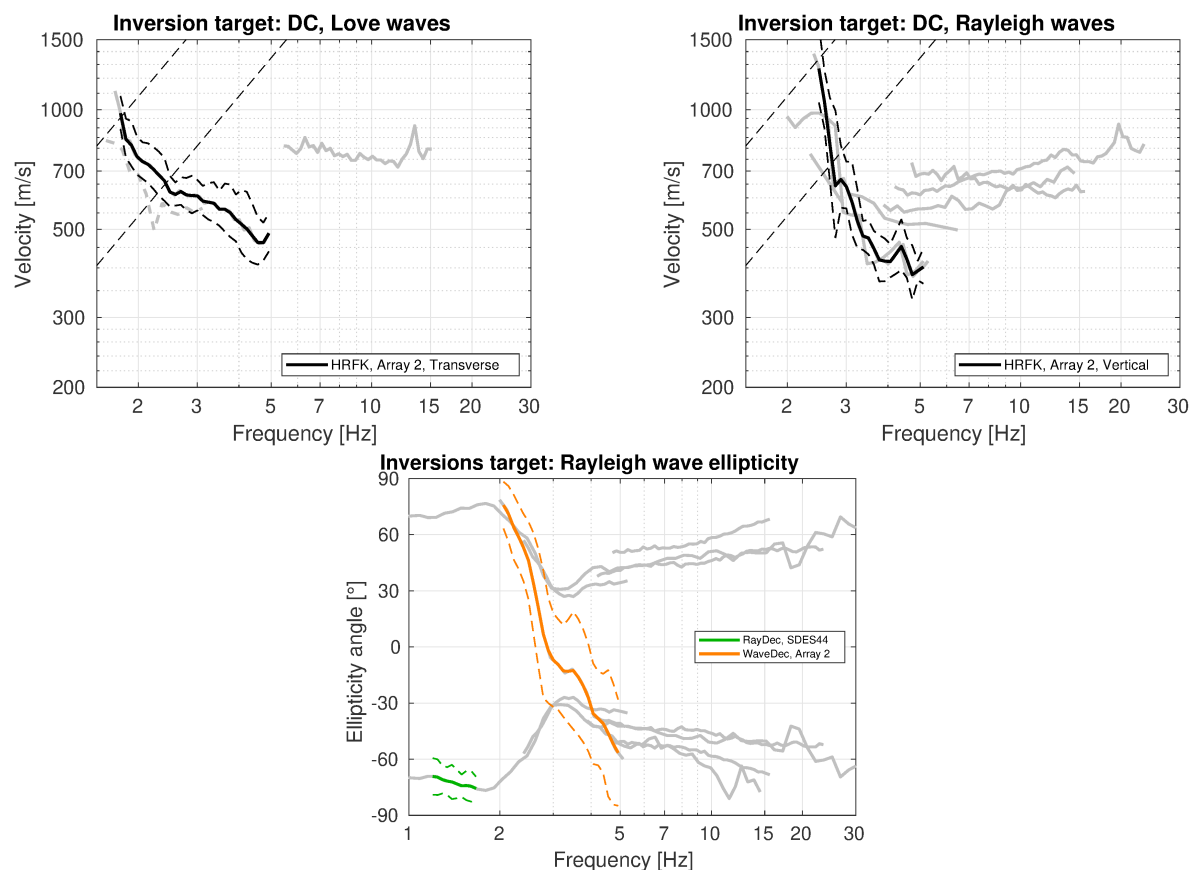 Inversion target: DC, Love waves
1500
1000
700
500
300
200
Velocity [m/s]
HRFK, Array 2, Transverse
2 3 5 7 10 15 30
Frequency [Hz]
Inversion target: DC, Rayleigh waves
1500
1000
700
500
300
200
Velocity [m/s]
HRFK, Array 2, Vertical
2 3 5 7 10 15 30
Frequency [Hz]
Inversions target: Rayleigh wave ellipticity
90
60
30
0
-30
-60
-90
Ellipticity angle [°]
RayDec, SDES44
WaveDec, Array 2
1 2 3 5 7 10 15 20 30
Frequency [Hz]